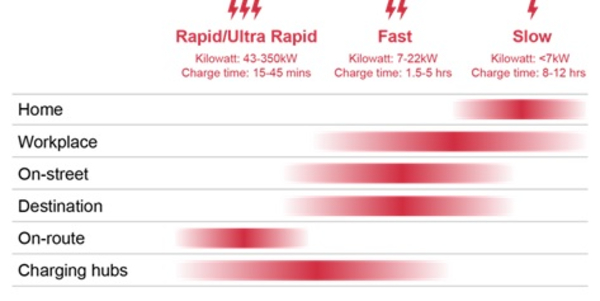 Rapid/Ultra Rapid Fast Slow
Kilowatt: 43-350kW Kilowatt: 7-22kW Kilowatt: <7kW
Charge time: 15-45 mins Charge time: 1.5-5 hrs Charge time: 8-12 hrs
Home
Workplace
On-street
Destination
On-route
Charging hubs